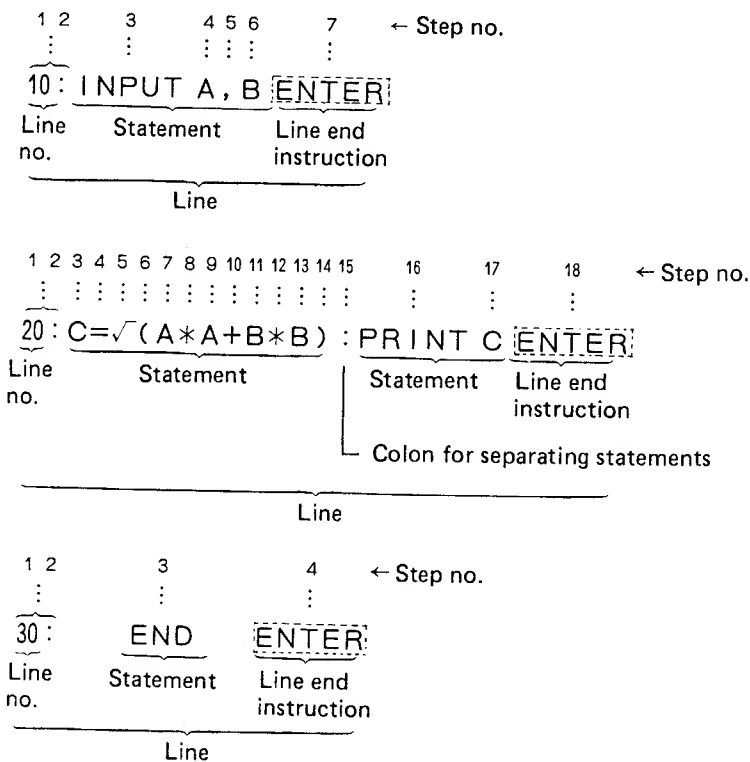 1 2 3 4 5 6 7 ← Step no.
10: INPUT A, B ENTER
Line no. Statement Line end instruction
Line
1 2 3 4 5 6 7 8 9 10 11 12 13 14 15 16 17 18 ← Step no.
20: C=√(A*A+B*B) : PRINT C ENTER
Line no. Statement Statement Line end instruction
Colon for separating statements
Line
1 2 3 4 ← Step no.
30: END ENTER
Line no. Statement Line end instruction
Line